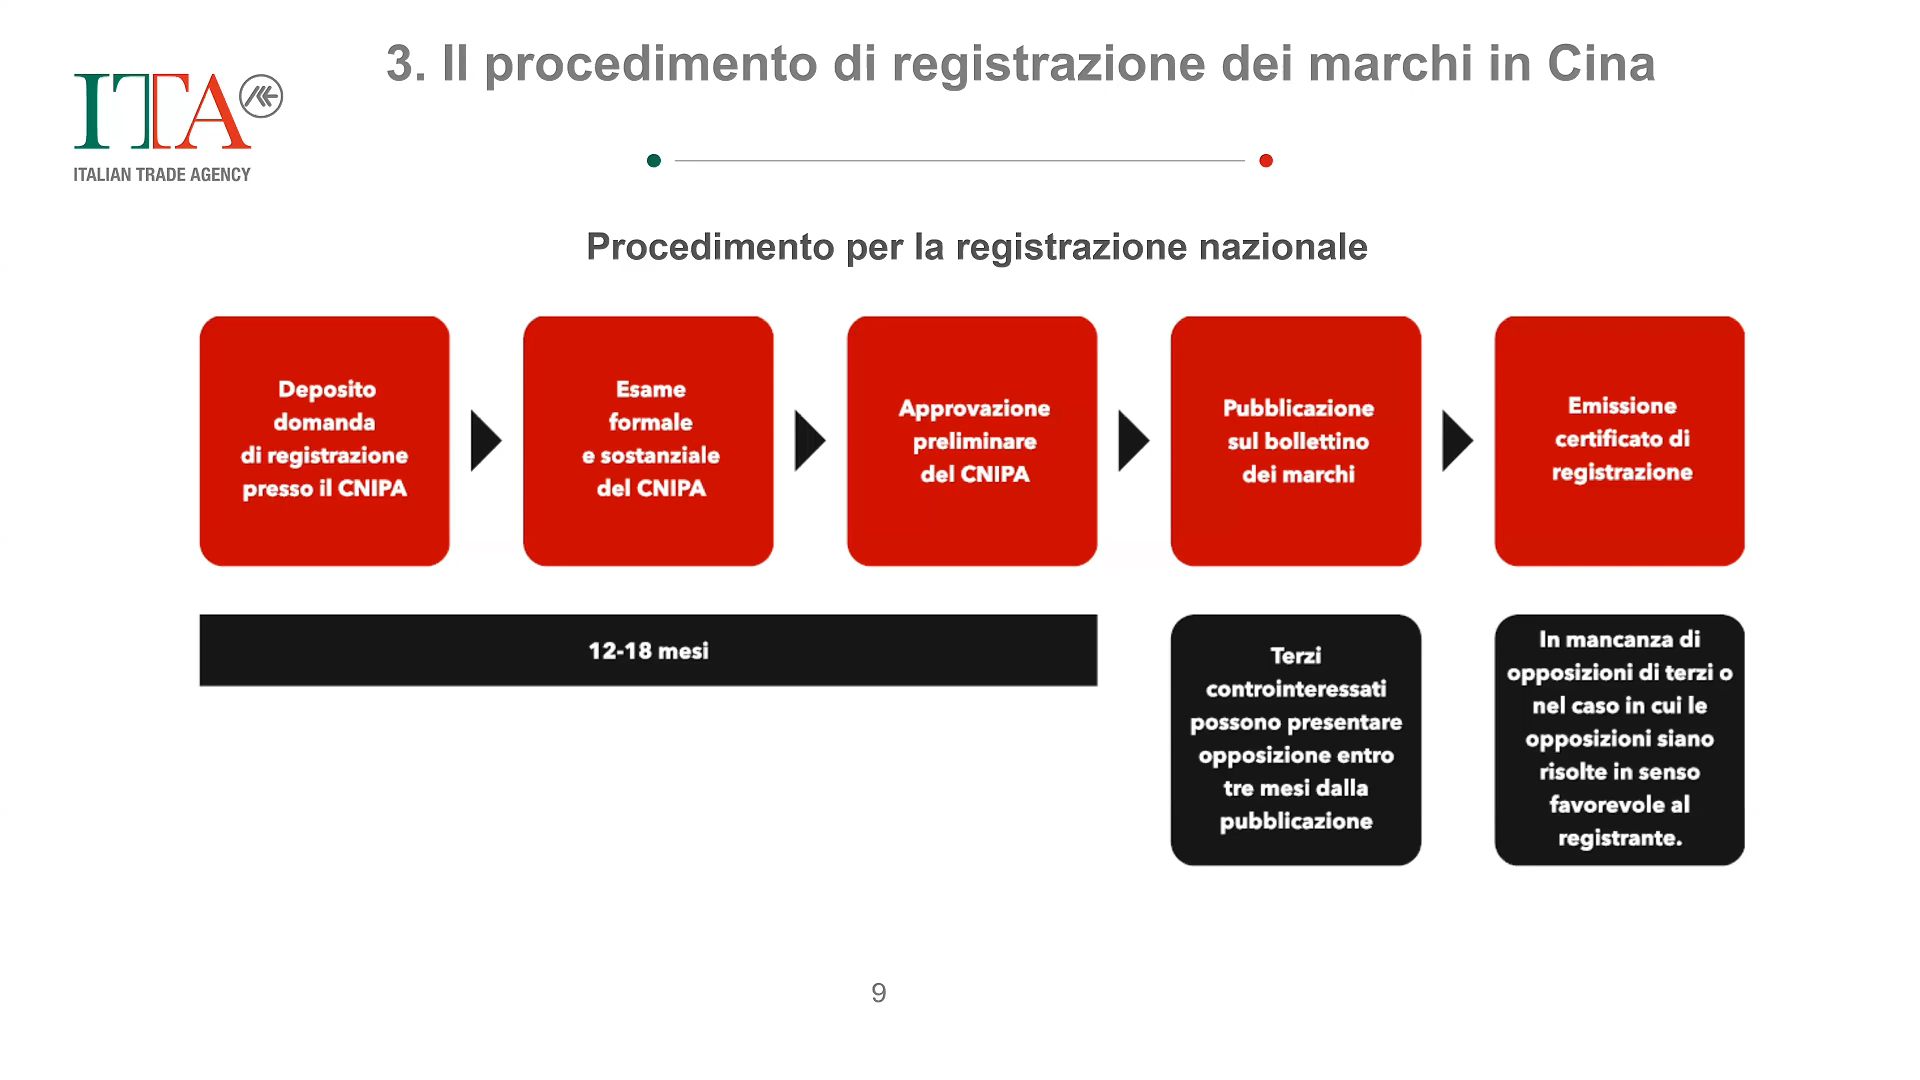 3. Il procedimento di registrazione dei marchi in Cina
ITA
ITALIAN TRADE AGENCY
Procedimento per la registrazione nazionale
Deposito
domanda
di registrazione
presso il CNIPA
Esame
formale
e sostanziale
del CNIPA
Approvazione
preliminare
del CNIPA
Pubblicazione
sul bollettino
dei marchi
Emissione
certificato di
registrazione
12-18 mesi
Terzi
controinteressati
possono presentare
opposizione entro
tre mesi dalla
pubblicazione
In mancanza di
opposizioni di terzi o
nel caso in cui le
opposizioni siano
risolte in senso
favorevole al
registrante.
9